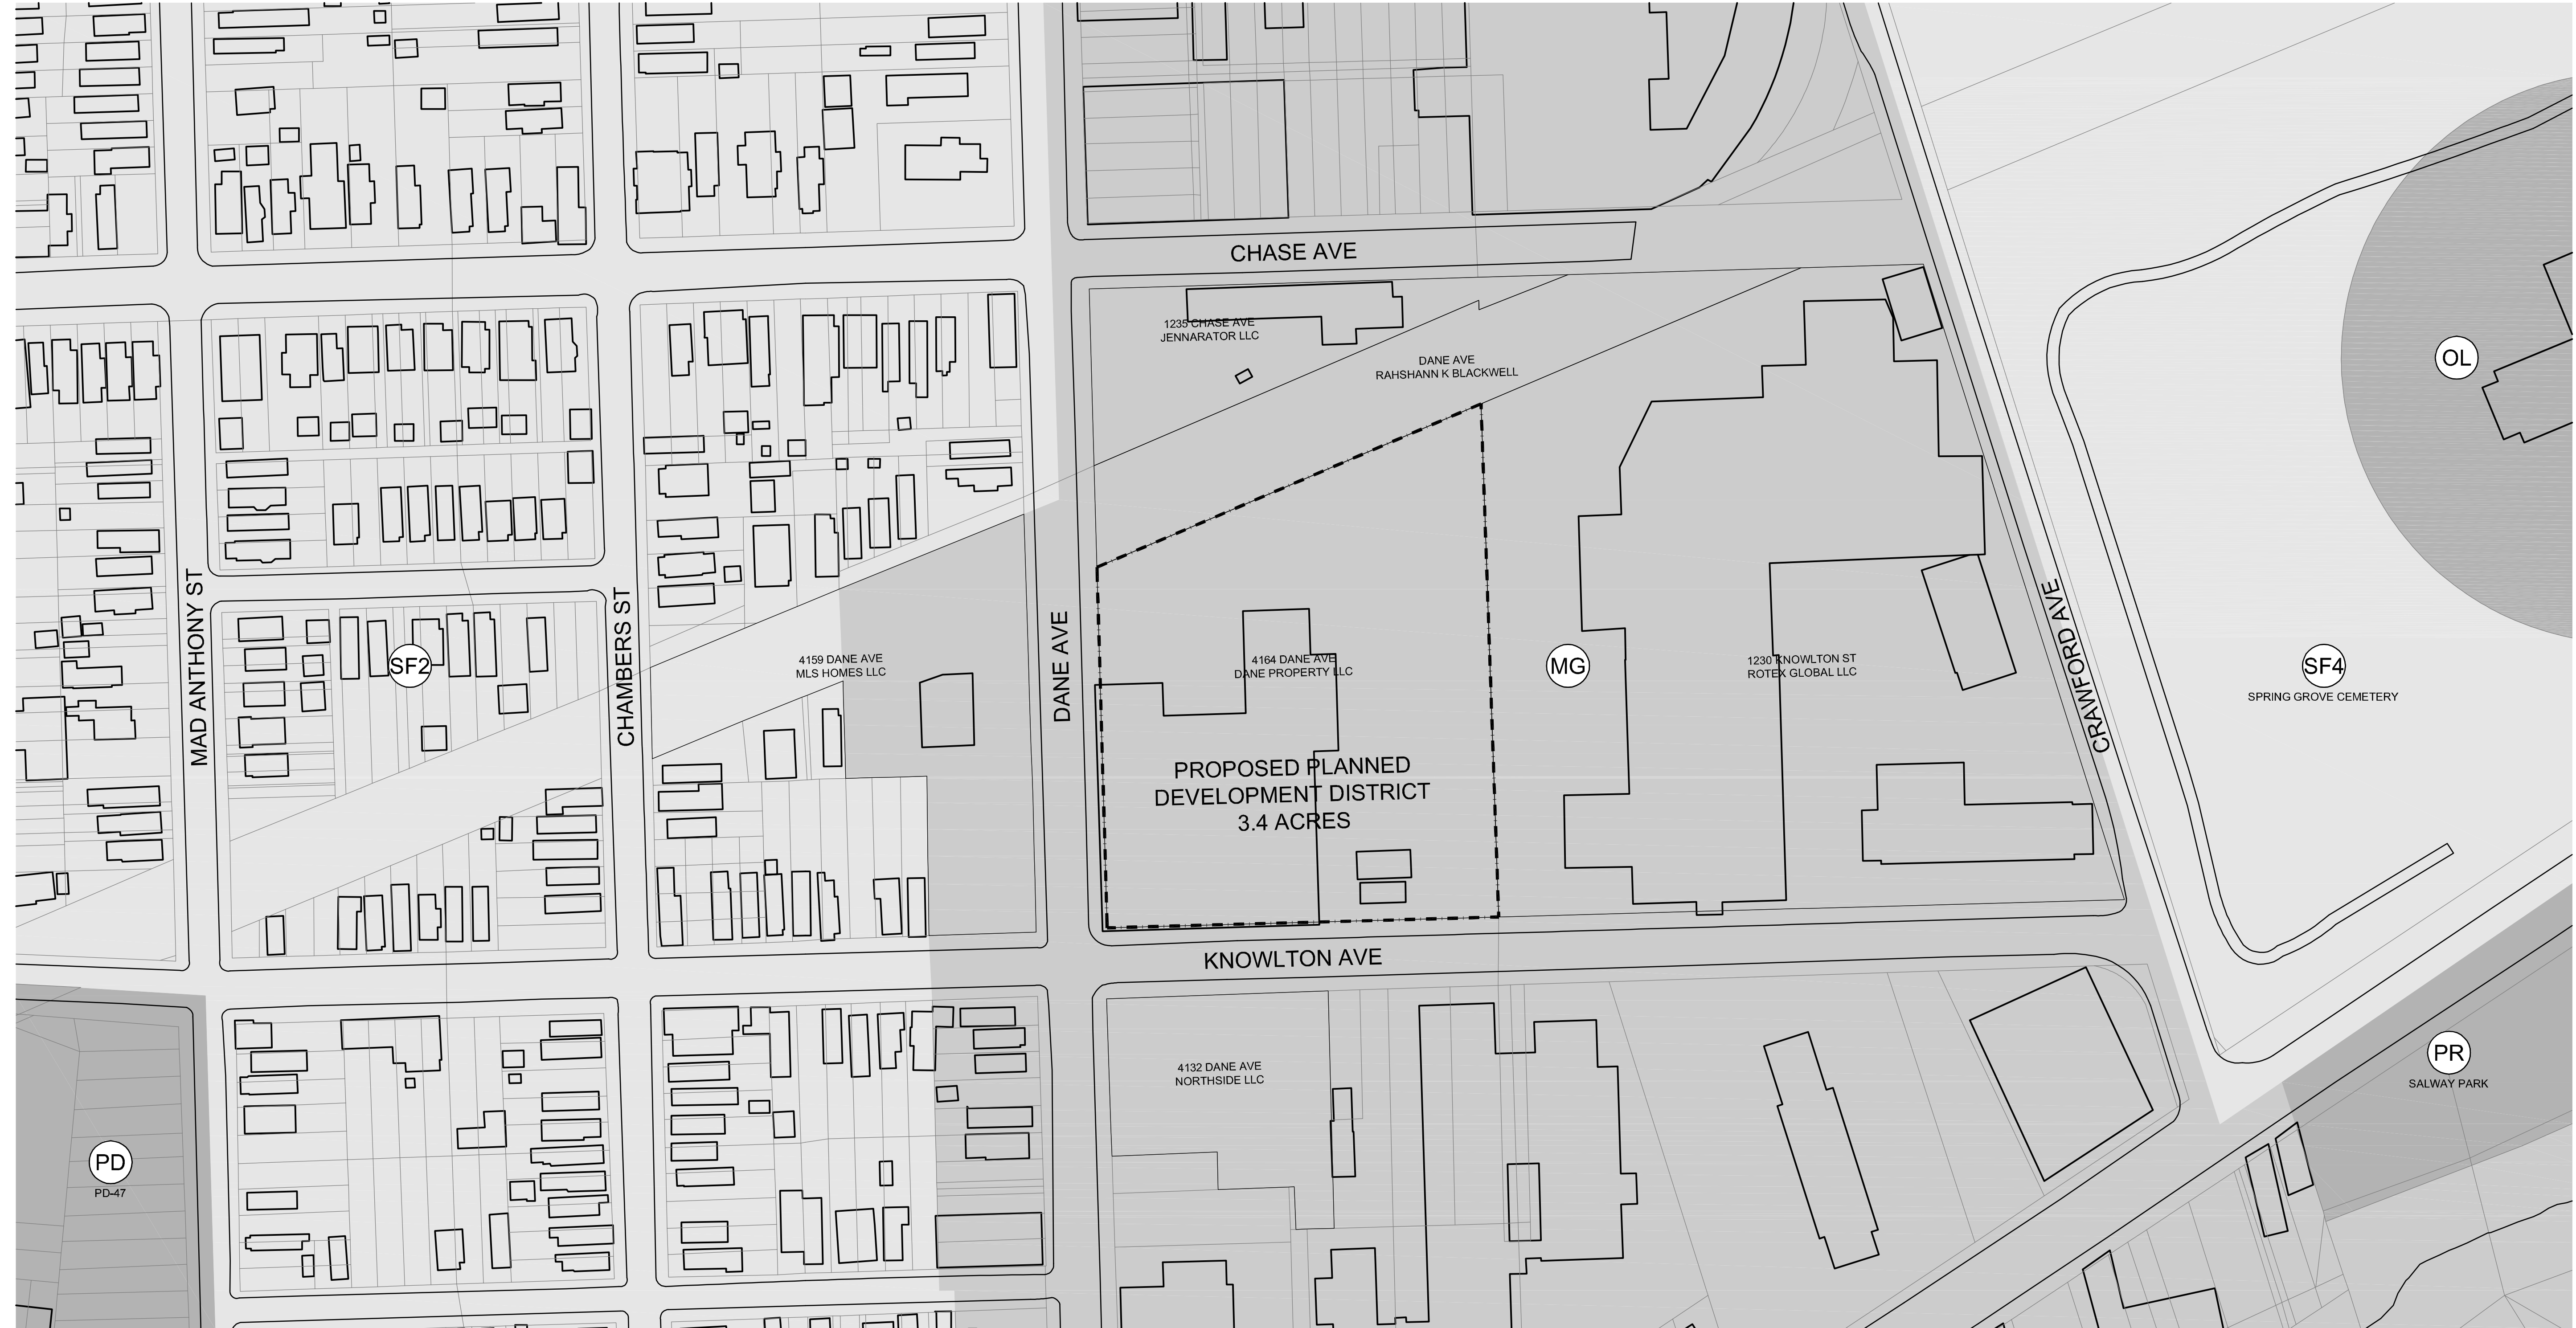 CHASE AVE
1235 CHASE AVE
JENNARATOR LLC
DANE AVE
RAHSHANN K BLACKWELL
OL
MAD ANTHONY ST
SF2
CHAMBERS ST
4159 DANE AVE
MLS HOMES LLC
DANE AVE
4164 DANE AVE
DANE PROPERTY LLC
MG
1230 KNOWLTON ST
ROTEX GLOBAL LLC
CRAWFORD AVE
SF4
SPRING GROVE CEMETERY
PROPOSED PLANNED
DEVELOPMENT DISTRICT
3.4 ACRES
KNOWLTON AVE
4132 DANE AVE
NORTHSIDE LLC
PR
SALWAY PARK
PD
PD-47